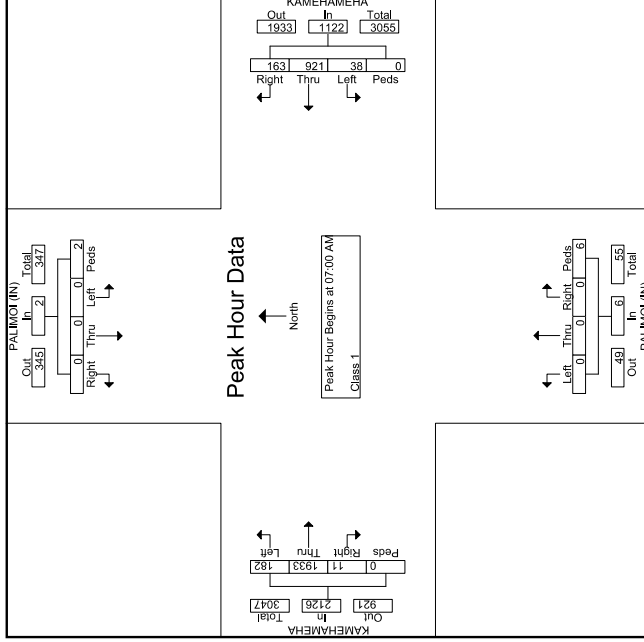 KAMEHAMEHA
Out In Total
1933 1122 3055
163 921 38 0
Right Thru Left Peds
PALIMOI (IN)
Out In Total
345 2 347
0 0 0 2
Right Thru Left Peds
Peak Hour Data
North
Peak Hour Begins at 07:00 AM
Class 1
Left Thru Right Peds
0 0 0 6
Out In Total
49 6 55
PALIMOI (IN)
Left Thru Right Peds
182 1933 11 0
Total In Out
3047 2126 921
KAMEHAMEHA